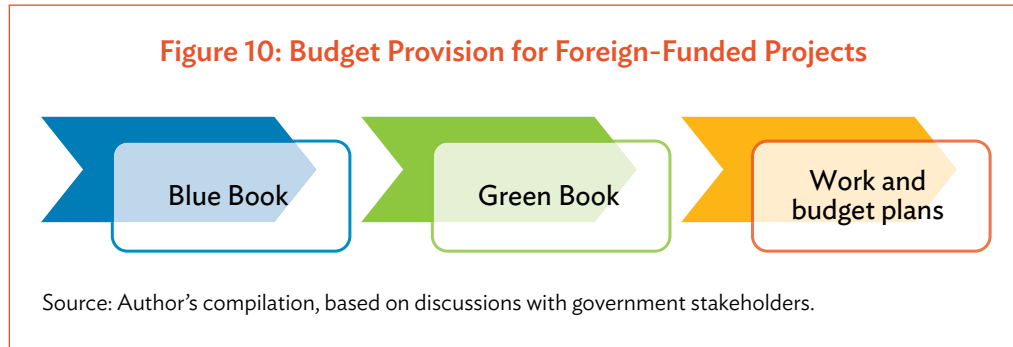 Figure 10: Budget Provision for Foreign-Funded Projects
Blue Book
Green Book
Work and
budget plans
Source: Author’s compilation, based on discussions with government stakeholders.